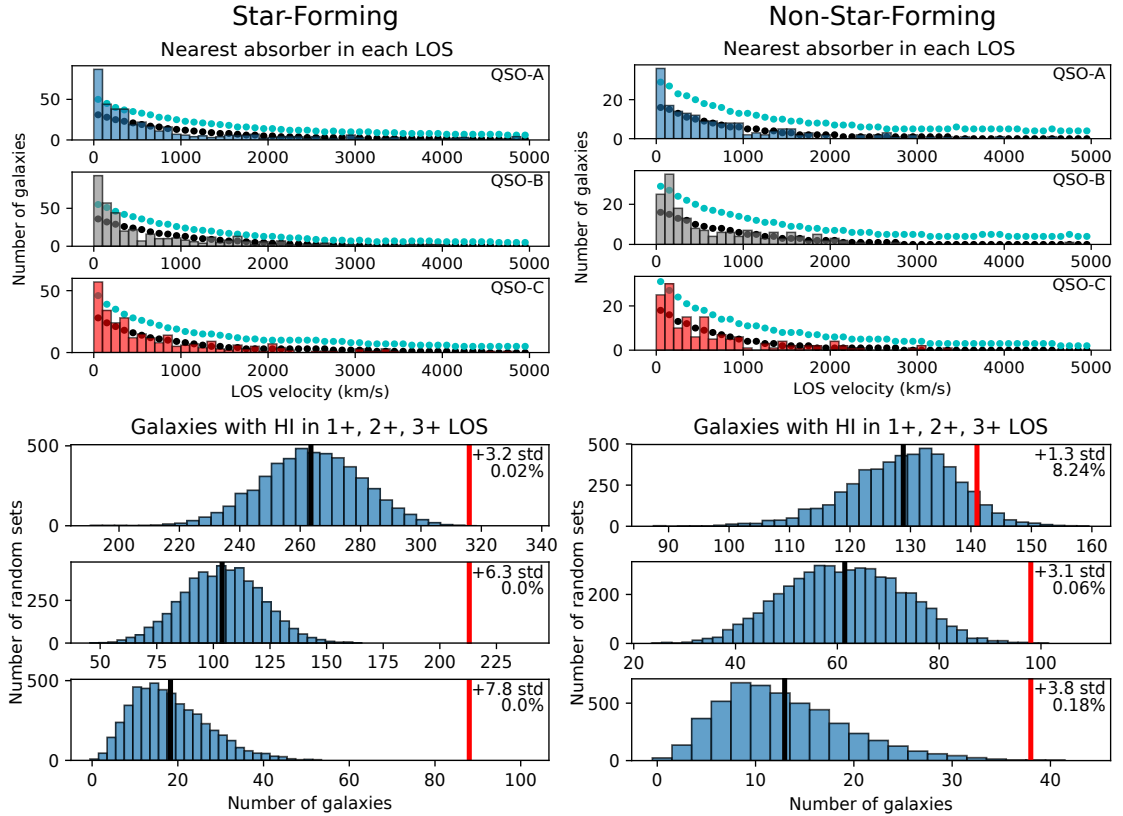 Star-Forming
Nearest absorber in each LOS
Number of galaxies
QSO-A
50
0
0 1000 2000 3000 4000 5000
QSO-B
50
0
0 1000 2000 3000 4000 5000
QSO-C
50
0
0 1000 2000 3000 4000 5000
LOS velocity (km/s)
Galaxies with HI in 1+, 2+, 3+ LOS
Number of random sets
500
250
0
+3.2 std
0.02%
200 220 240 260 280 300 320 340
250
0
+6.3 std
0.0%
50 75 100 125 150 175 200 225
500
0
+7.8 std
0.0%
0 20 40 60 80 100
Number of galaxies
Non-Star-Forming
Nearest absorber in each LOS
Number of galaxies
QSO-A
20
0
0 1000 2000 3000 4000 5000
QSO-B
20
0
0 1000 2000 3000 4000 5000
QSO-C
20
0
0 1000 2000 3000 4000 5000
LOS velocity (km/s)
Galaxies with HI in 1+, 2+, 3+ LOS
Number of random sets
500
250
0
+1.3 std
8.24%
90 100 110 120 130 140 150 160
200
0
+3.1 std
0.06%
20 40 60 80 100
500
0
+3.8 std
0.18%
0 10 20 30 40
Number of galaxies